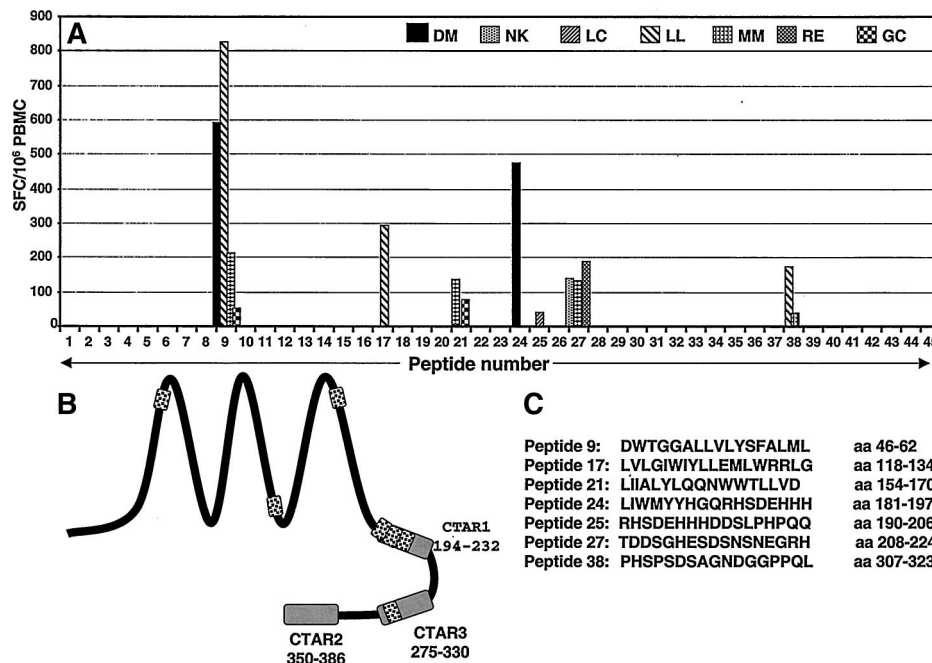 A
SFC/10⁶ PBMC
900
800
700
600
500
400
300
200
100
0
DM NK LC LL MM RE GC
1 2 3 4 5 6 7 8 9 10 11 12 13 14 15 16 17 18 19 20 21 22 23 24 25 26 27 28 29 30 31 32 33 34 35 36 37 38 39 40 41 42 43 44 45
Peptide number
B
CTAR1
194-232
CTAR2
350-386
CTAR3
275-330
C
Peptide 9: DWTGGALLVLYSFALML aa 46-62
Peptide 17: LVLGIWIYLLEMLWRRLG aa 118-134
Peptide 21: LIIALYLQQNWWTLLVD aa 154-170
Peptide 24: LIWMYYHGQRHSDEHHH aa 181-197
Peptide 25: RHSDEHHHDDSLPHPQQ aa 190-206
Peptide 27: TDDSGHESDSNSNEGRH aa 208-224
Peptide 38: PHSPSDSAGNDGGPPQL aa 307-323